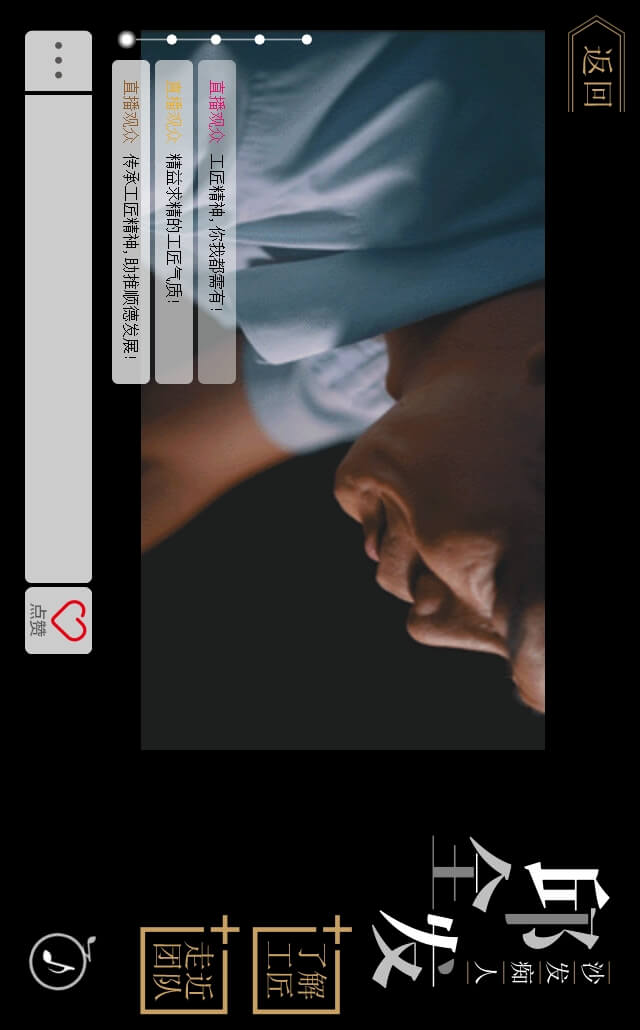 返回
直播观众 工匠精神，你我都需有！
直播观众 精益求精的工匠气质！
直播观众 传承工匠精神，助推顺德发展！
点赞
邱全发
沙发痴人
了解工匠
走近团队